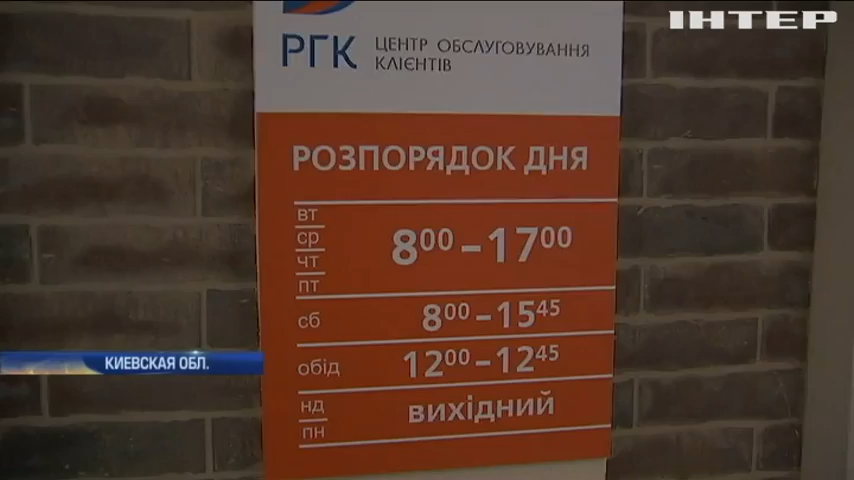 ІНТЕР
РГК ЦЕНТР ОБСЛУГОВУВАННЯ
КЛІЄНТІВ
РОЗПОРЯДОК ДНЯ
вт
ср
чт
пт
8⁰⁰ – 17⁰⁰
сб 8⁰⁰ – 15⁴⁵
обід 12⁰⁰ – 12⁴⁵
нд
пн
вихідний
КИЕВСКАЯ ОБЛ.